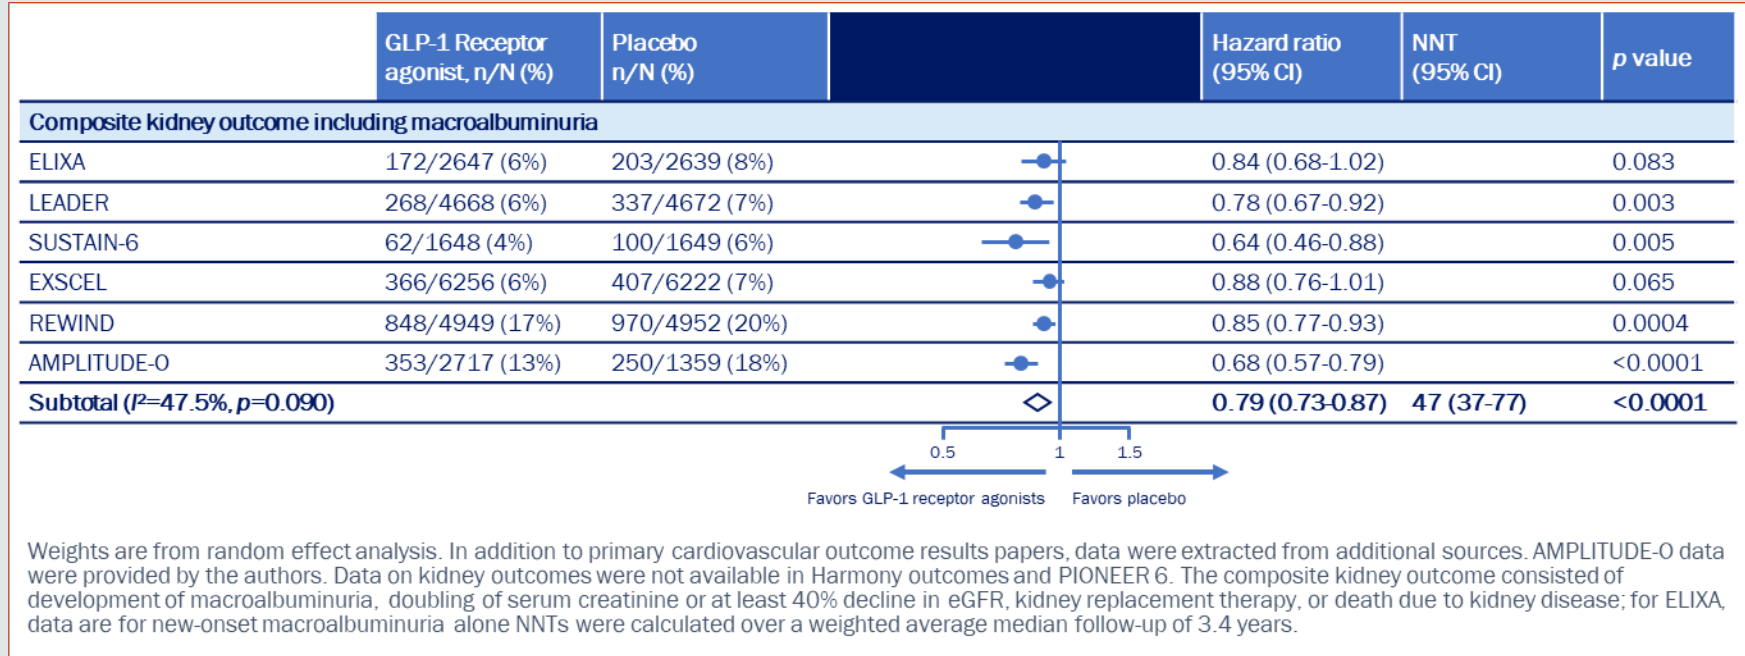 GLP-1 Receptor agonist, n/N (%) Placebo n/N (%) Hazard ratio (95% CI) NNT (95% CI) p value
Composite kidney outcome including macroalbuminuria
ELIXA 172/2647 (6%) 203/2639 (8%) 0.84 (0.68-1.02) 0.083
LEADER 268/4668 (6%) 337/4672 (7%) 0.78 (0.67-0.92) 0.003
SUSTAIN-6 62/1648 (4%) 100/1649 (6%) 0.64 (0.46-0.88) 0.005
EXSCEL 366/6256 (6%) 407/6222 (7%) 0.88 (0.76-1.01) 0.065
REWIND 848/4949 (17%) 970/4952 (20%) 0.85 (0.77-0.93) 0.0004
AMPLITUDE-O 353/2717 (13%) 250/1359 (18%) 0.68 (0.57-0.79) <0.0001
Subtotal (I²=47.5%, p=0.090) 0.79 (0.73-0.87) 47 (37-77) <0.0001
0.5 1 1.5
Favors GLP-1 receptor agonists Favors placebo
Weights are from random effect analysis. In addition to primary cardiovascular outcome results papers, data were extracted from additional sources. AMPLITUDE-O data
were provided by the authors. Data on kidney outcomes were not available in Harmony outcomes and PIONEER 6. The composite kidney outcome consisted of
development of macroalbuminuria, doubling of serum creatinine or at least 40% decline in eGFR, kidney replacement therapy, or death due to kidney disease; for ELIXA,
data are for new-onset macroalbuminuria alone NNTs were calculated over a weighted average median follow-up of 3.4 years.